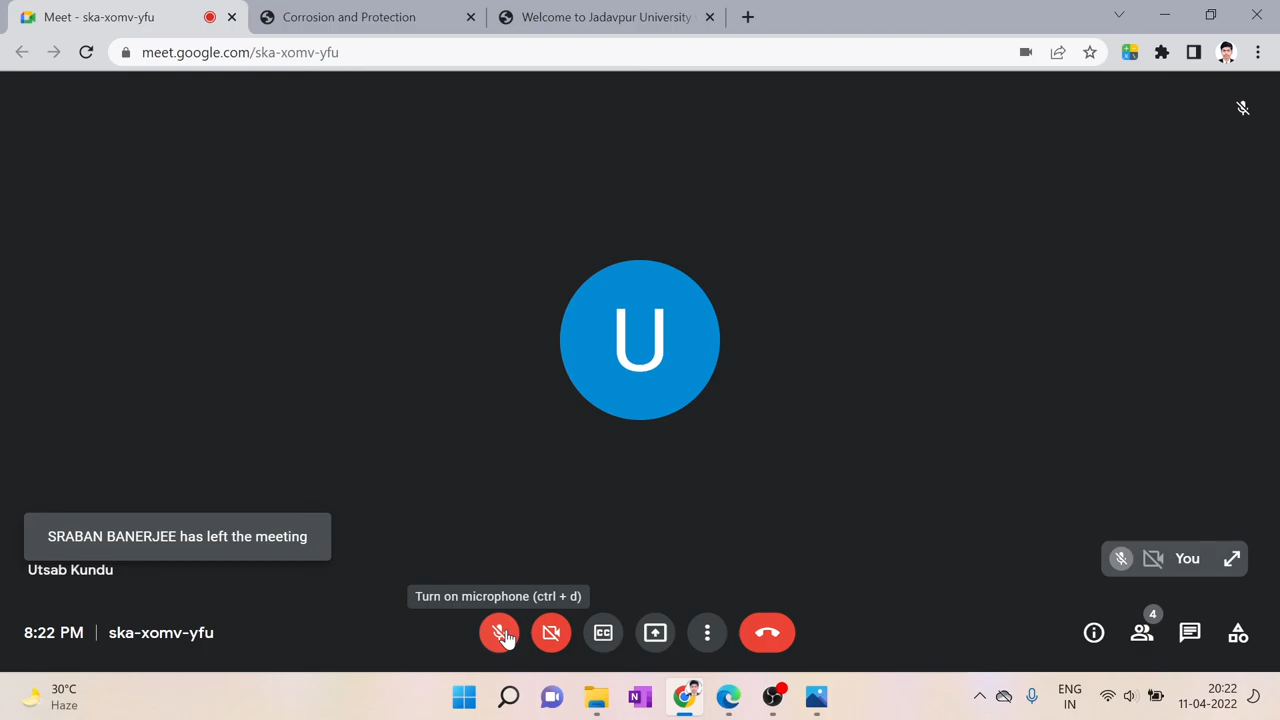 Meet - ska-xomv-yfu
Corrosion and Protection
Welcome to Jadavpur University
meet.google.com/ska-xomv-yfu
U
SRABAN BANERJEE has left the meeting
Utsab Kundu
You
Turn on microphone (ctrl + d)
8:22 PM | ska-xomv-yfu
CC
4
30°C
Haze
N
ENG
IN
20:22
11-04-2022